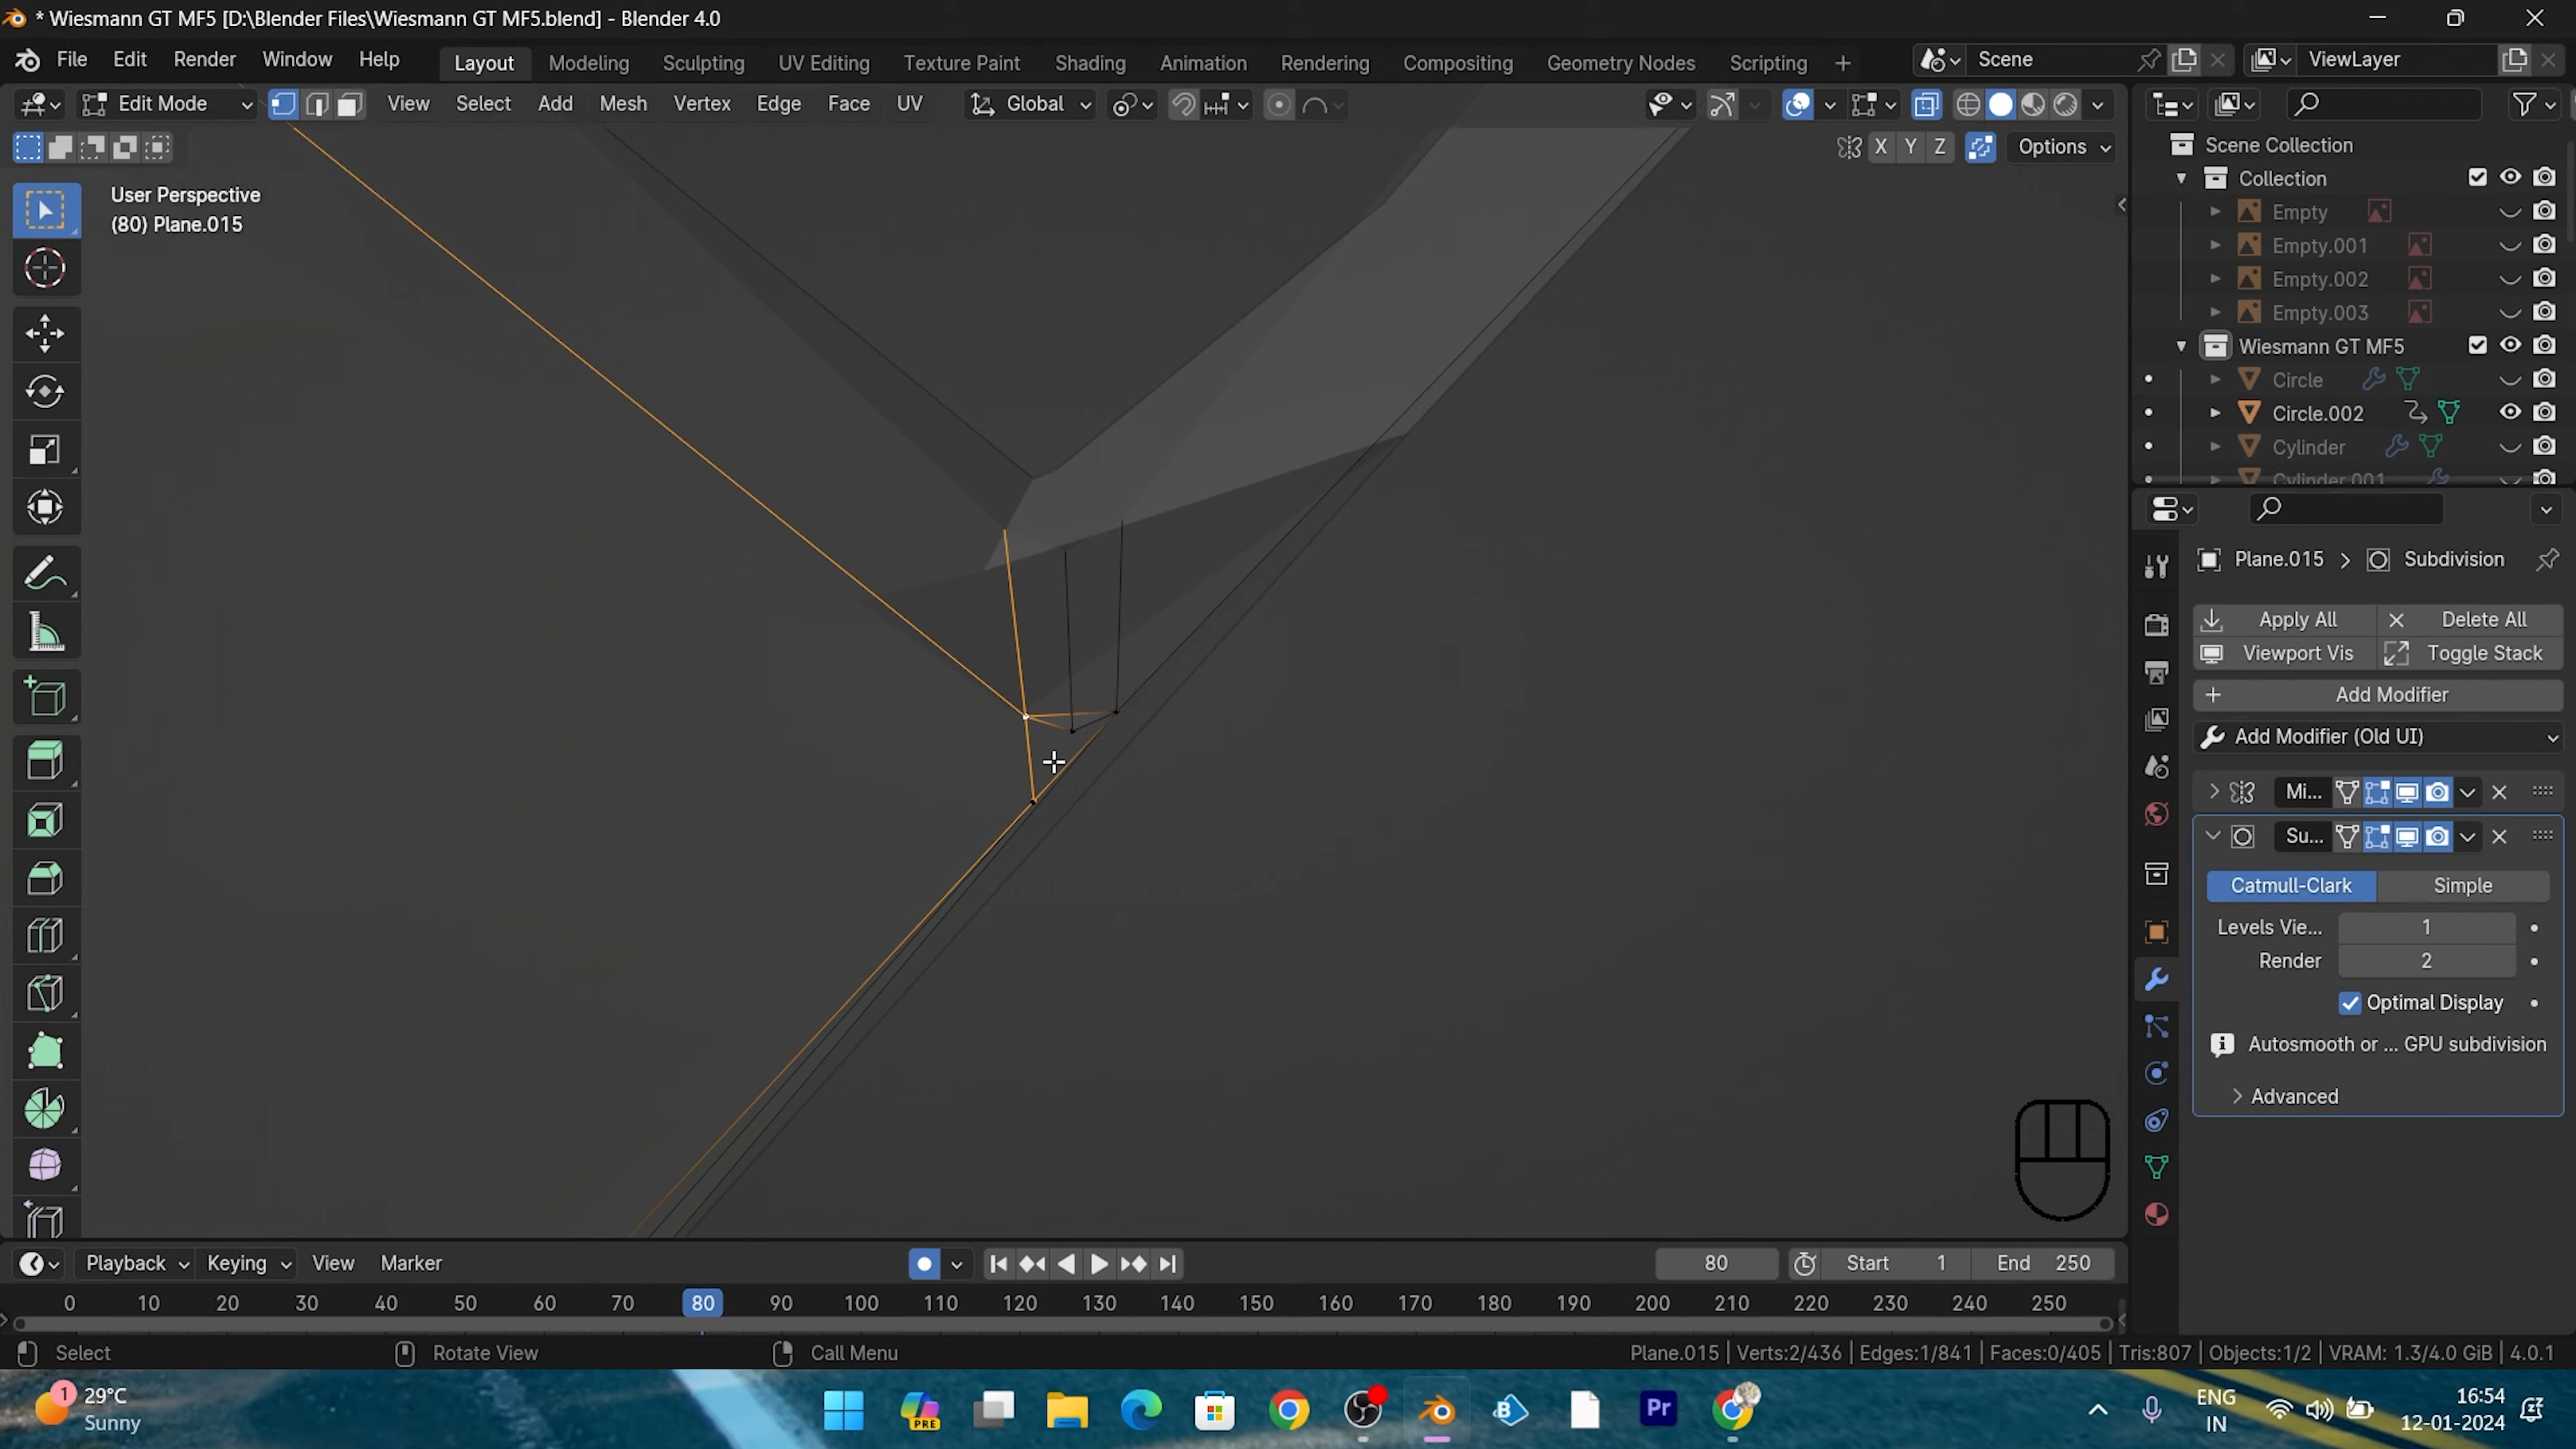 * Wiesmann GT MF5 [D:\Blender Files\Wiesmann GT MF5.blend] - Blender 4.0
File Edit Render Window Help Layout Modeling Sculpting UV Editing Texture Paint Shading Animation Rendering Compositing Geometry Nodes Scripting + Scene ViewLayer
Edit Mode View Select Add Mesh Vertex Edge Face UV Global
X Y Z Options
User Perspective
(80) Plane.015
Scene Collection
Collection
Empty
Empty.001
Empty.002
Empty.003
Wiesmann GT MF5
Circle
Circle.002
Cylinder
Cylinder.001
Plane.015 > Subdivision
Apply All Delete All
Viewport Vis Toggle Stack
+ Add Modifier
Add Modifier (Old UI)
Mi...
Su...
Catmull-Clark Simple
Levels Vie... 1
Render 2
Optimal Display
Autosmooth or ... GPU subdivision
Advanced
Playback Keying View Marker 80 Start 1 End 250
0 10 20 30 40 50 60 70 80 90 100 110 120 130 140 150 160 170 180 190 200 210 220 230 240 250
Select Rotate View Call Menu Plane.015 | Verts:2/436 | Edges:1/841 | Faces:0/405 | Tris:807 | Objects:1/2 | VRAM: 1.3/4.0 GiB | 4.0.1
1
29°C
Sunny
PRE
B
Pr
ENG
IN
16:54
12-01-2024